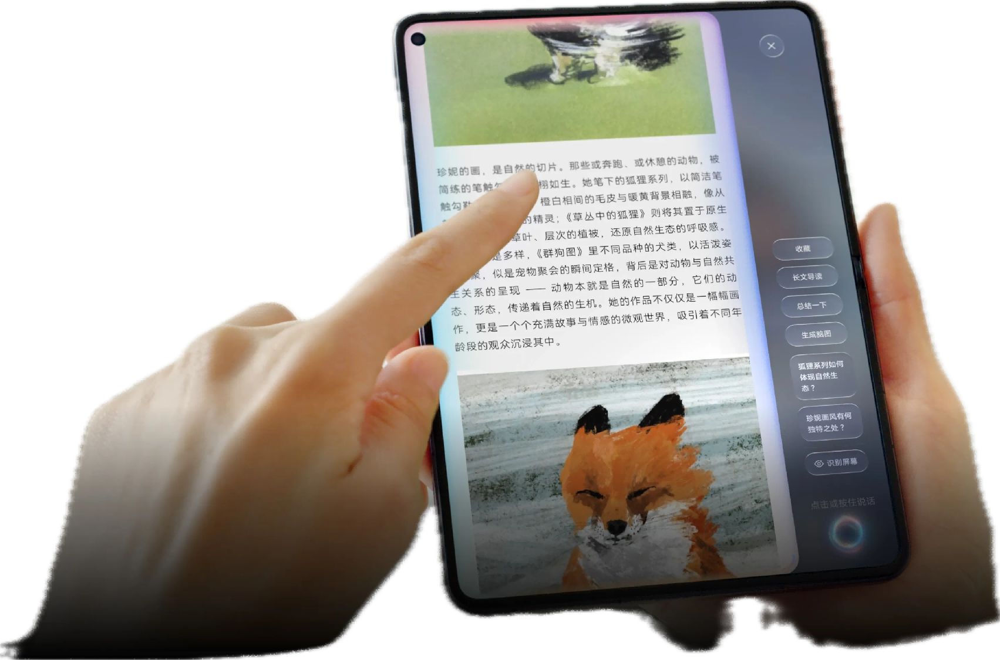 珍妮的画，是自然的切片。那些或奔跑、或休憩的动物，被
简练的笔触勾 栩如生。她笔下的狐狸系列，以简洁笔
触勾勒 ，橙白相间的毛皮与暖黄背景相融，像从
的精灵；《草丛中的狐狸》则将其置于原生
草叶、层次的植被，还原自然生态的呼吸感。
是多样，《群狗图》里不同品种的犬类，以活泼姿
聚，似是宠物聚会的瞬间定格，背后是对动物与自然共
生关系的呈现 —— 动物本就是自然的一部分，它们的动
态、形态，传递着自然的生机。她的作品不仅仅是一幅幅画
作，更是一个个充满故事与情感的微观世界，吸引着不同年
龄段的观众沉浸其中。
收藏
长文导读
总结一下
生成脑图
狐狸系列如何
体现自然生
态？
珍妮画风有何
独特之处？
识别屏幕
点击或按住说话